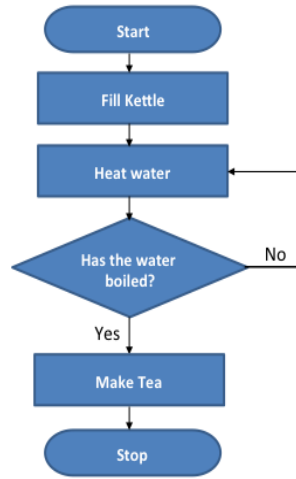 Start
Fill Kettle
Heat water
Has the water
boiled?
No
Yes
Make Tea
Stop